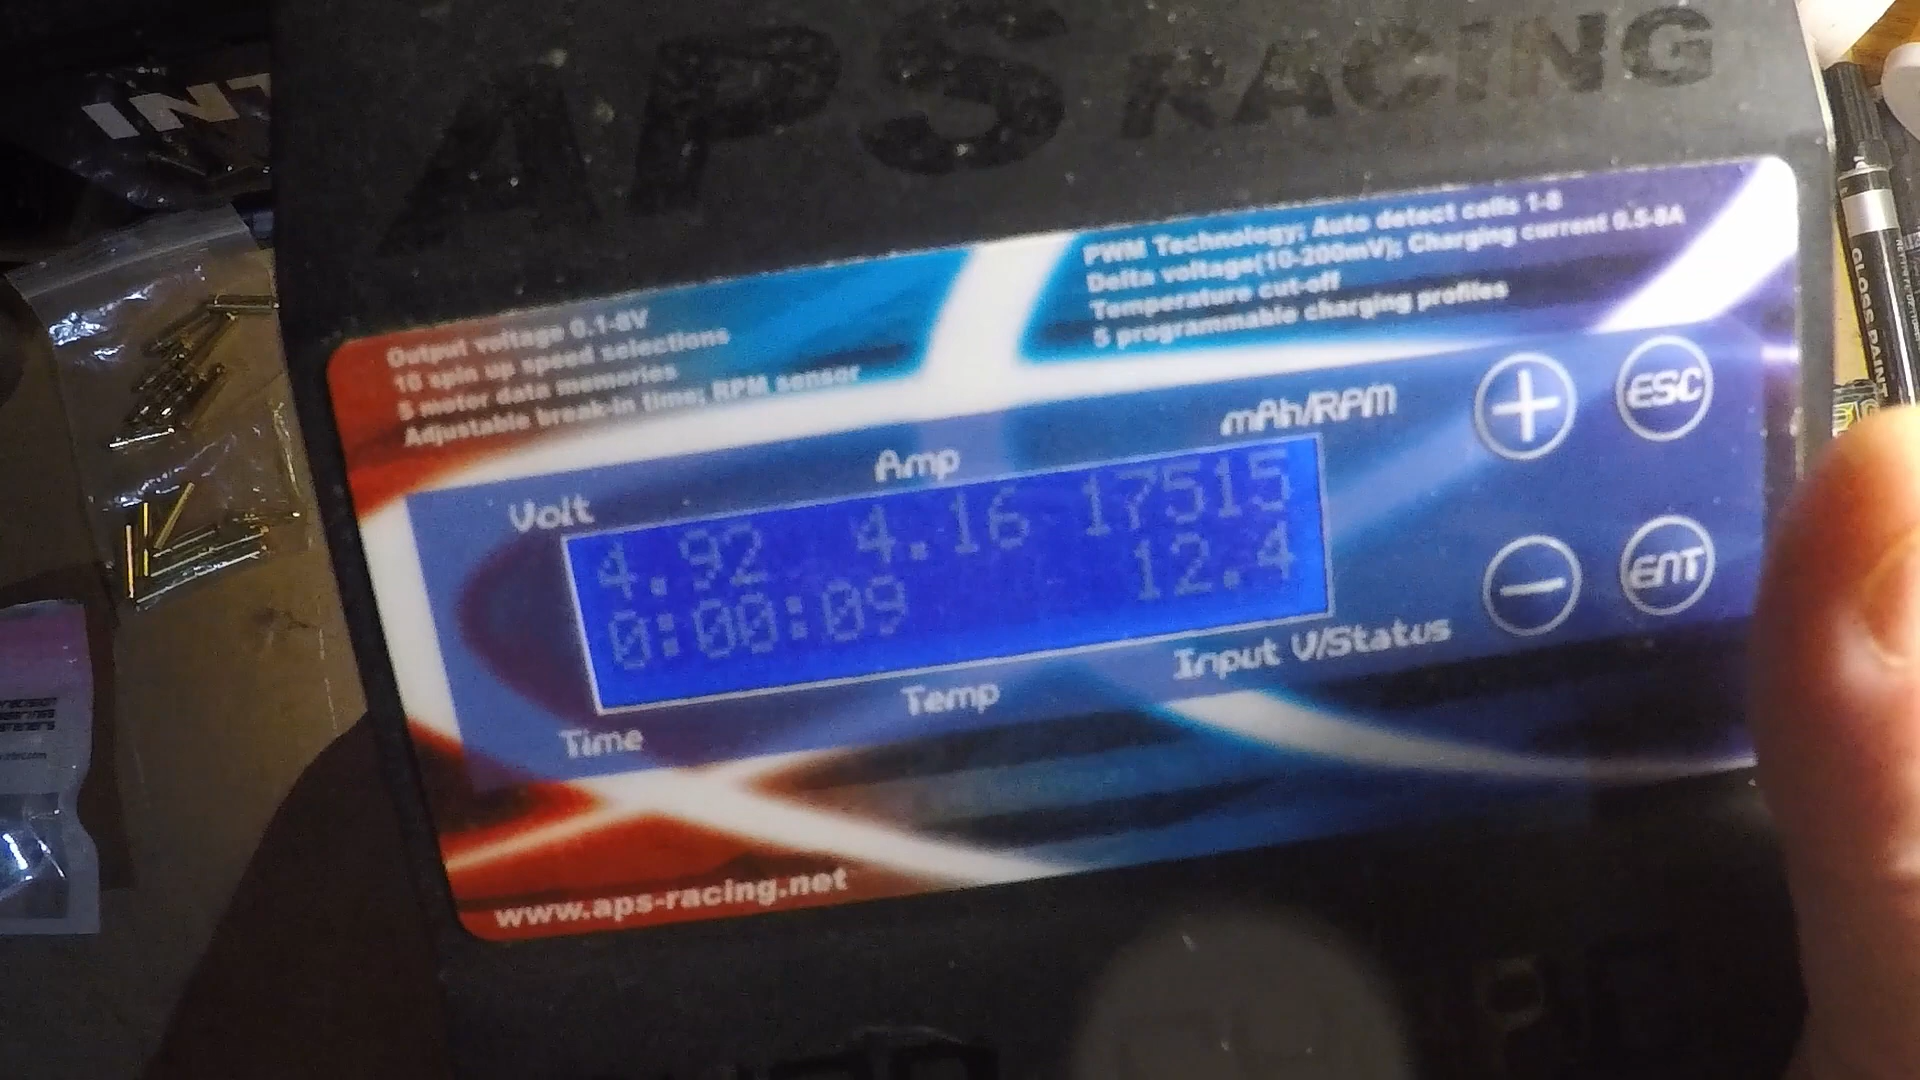 INT
APS RACING
Output voltage 0.1-8V
10 spin up speed selections
5 motor data memories
Adjustable break-in time; RPM sensor
PWM Technology; Auto detect cells 1-8
Delta voltage(10-200mV); Charging current 0.5-8A
Temperature cut-off
5 programmable charging profiles
Volt Amp mAh/RPM
4.92 4.16 17515
0:00:09 12.4
Time Temp Input V/Status
+ ESC
− ENT
www.aps-racing.net
GLOSS PAINT